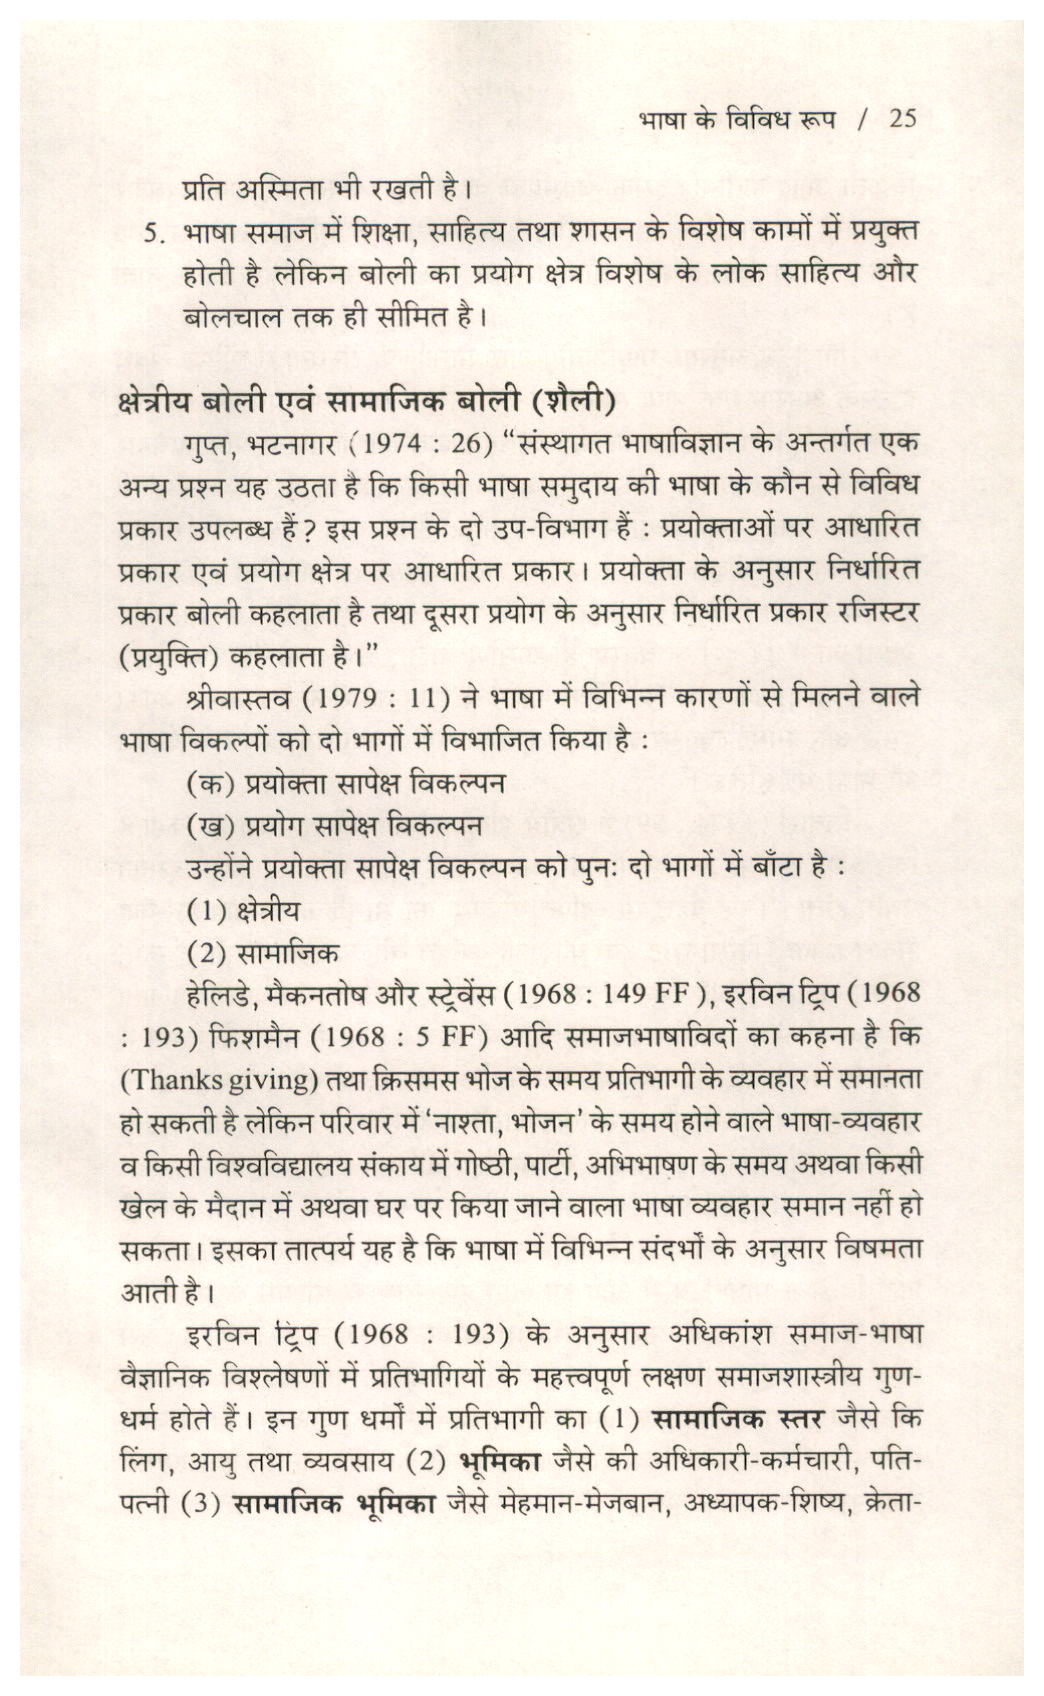 भाषा के विविध रूप / 25
प्रति अस्मिता भी रखती है।
5. भाषा समाज में शिक्षा, साहित्य तथा शासन के विशेष कामों में प्रयुक्त
होती है लेकिन बोली का प्रयोग क्षेत्र विशेष के लोक साहित्य और
बोलचाल तक ही सीमित है।
क्षेत्रीय बोली एवं सामाजिक बोली (शैली)
गुप्त, भटनागर (1974 : 26) “संस्थागत भाषाविज्ञान के अन्तर्गत एक
अन्य प्रश्न यह उठता है कि किसी भाषा समुदाय की भाषा के कौन से विविध
प्रकार उपलब्ध हैं? इस प्रश्न के दो उप-विभाग हैं : प्रयोक्ताओं पर आधारित
प्रकार एवं प्रयोग क्षेत्र पर आधारित प्रकार। प्रयोक्ता के अनुसार निर्धारित
प्रकार बोली कहलाता है तथा दूसरा प्रयोग के अनुसार निर्धारित प्रकार रजिस्टर
(प्रयुक्ति) कहलाता है।”
श्रीवास्तव (1979 : 11) ने भाषा में विभिन्न कारणों से मिलने वाले
भाषा विकल्पों को दो भागों में विभाजित किया है :
(क) प्रयोक्ता सापेक्ष विकल्पन
(ख) प्रयोग सापेक्ष विकल्पन
उन्होंने प्रयोक्ता सापेक्ष विकल्पन को पुनः दो भागों में बाँटा है :
(1) क्षेत्रीय
(2) सामाजिक
हेलिडे, मैकनतोष और स्ट्रेवेंस (1968 : 149 FF ), इरविन ट्रिप (1968
: 193) फिशमैन (1968 : 5 FF) आदि समाजभाषाविदों का कहना है कि
(Thanks giving) तथा क्रिसमस भोज के समय प्रतिभागी के व्यवहार में समानता
हो सकती है लेकिन परिवार में ‘नाश्ता, भोजन’ के समय होने वाले भाषा-व्यवहार
व किसी विश्वविद्यालय संकाय में गोष्ठी, पार्टी, अभिभाषण के समय अथवा किसी
खेल के मैदान में अथवा घर पर किया जाने वाला भाषा व्यवहार समान नहीं हो
सकता। इसका तात्पर्य यह है कि भाषा में विभिन्न संदर्भों के अनुसार विषमता
आती है।
इरविन ट्रिप (1968 : 193) के अनुसार अधिकांश समाज-भाषा
वैज्ञानिक विश्लेषणों में प्रतिभागियों के महत्त्वपूर्ण लक्षण समाजशास्त्रीय गुण-
धर्म होते हैं। इन गुण धर्मों में प्रतिभागी का (1) सामाजिक स्तर जैसे कि
लिंग, आयु तथा व्यवसाय (2) भूमिका जैसे की अधिकारी-कर्मचारी, पति-
पत्नी (3) सामाजिक भूमिका जैसे मेहमान-मेजबान, अध्यापक-शिष्य, क्रेता-